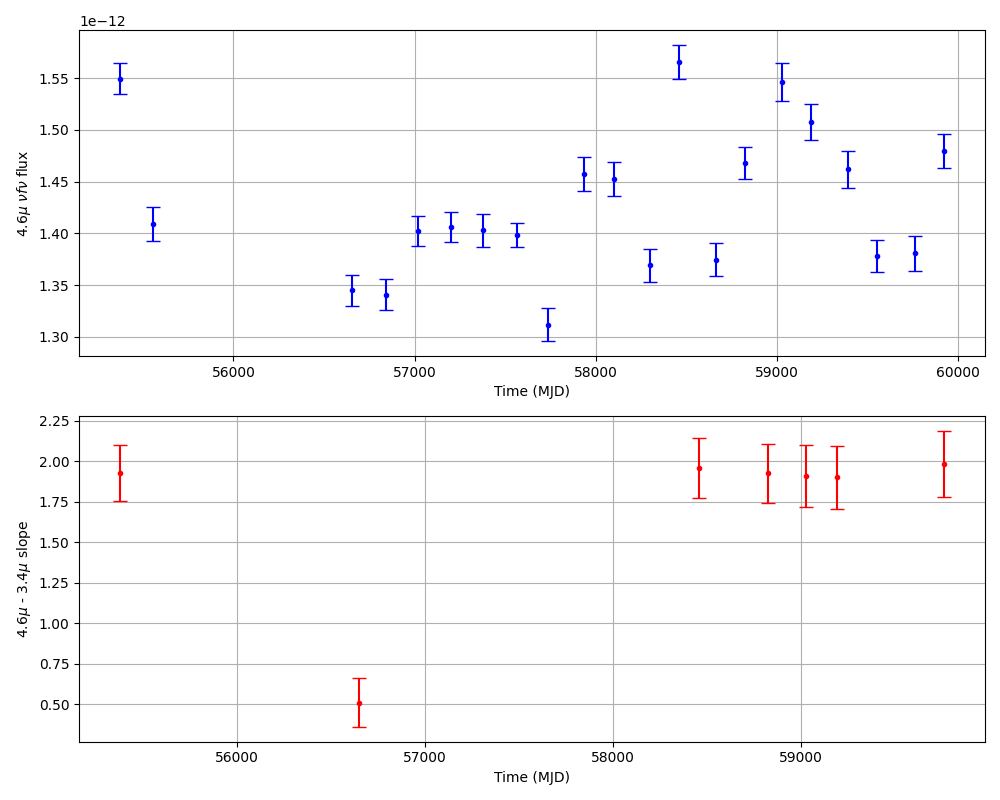 1e−12
1.55
1.50
1.45
1.40
1.35
1.30
4.6μ νfν flux
56000 57000 58000 59000 60000
Time (MJD)
2.25
2.00
1.75
1.50
1.25
1.00
0.75
0.50
4.6μ - 3.4μ slope
56000 57000 58000 59000
Time (MJD)